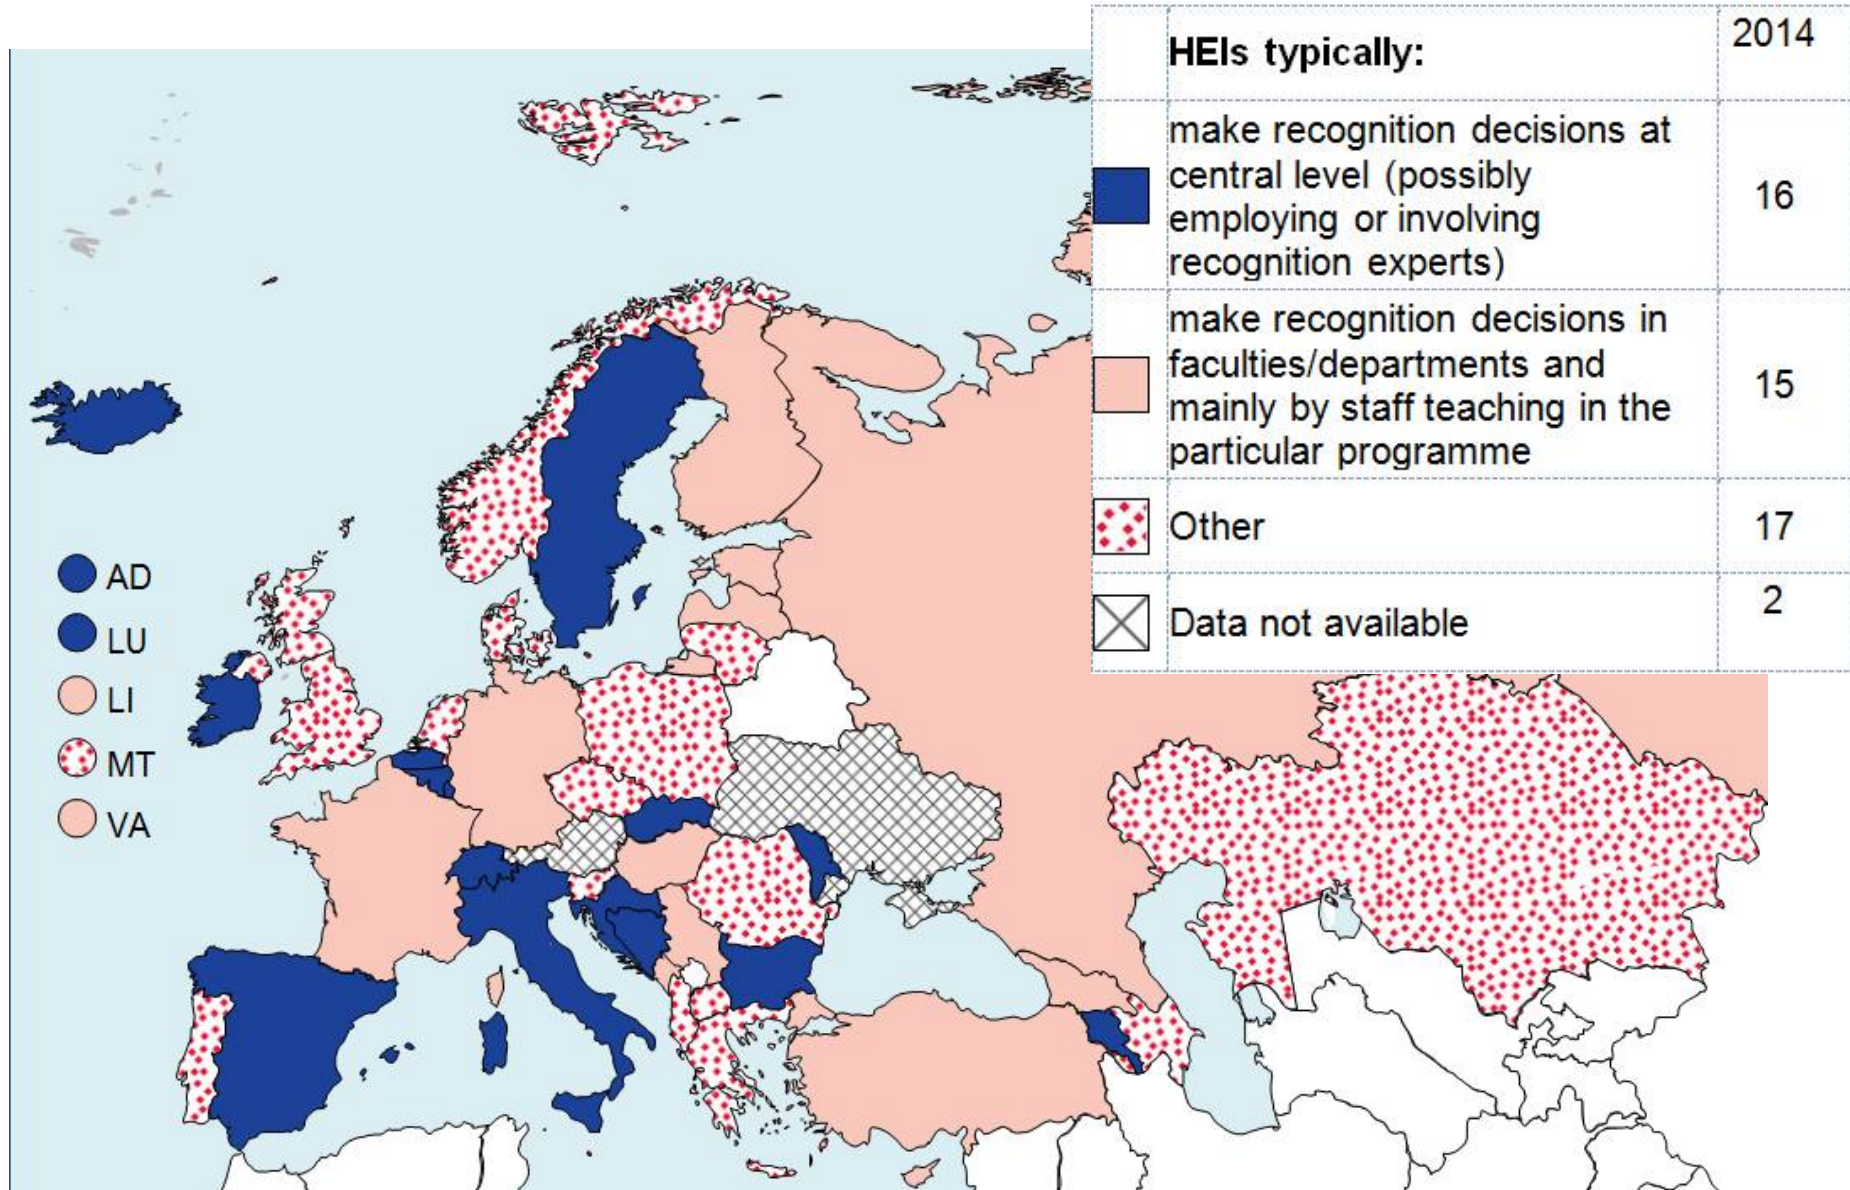 HEIs typically:
2014
make recognition decisions at
central level (possibly
employing or involving
recognition experts)
16
make recognition decisions in
faculties/departments and
mainly by staff teaching in the
particular programme
15
Other
17
Data not available
2
AD
LU
LI
MT
VA